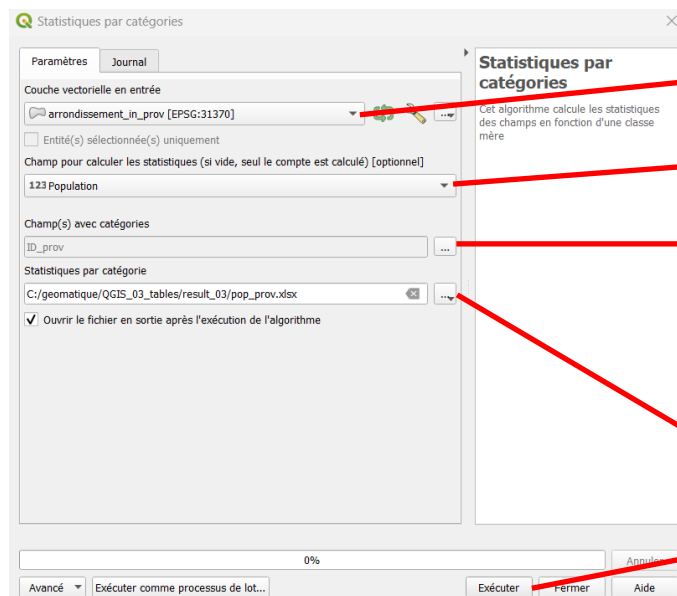 Statistiques par catégories
Paramètres
Journal
Couche vectorielle en entrée
arrondissement_in_prov [EPSG:31370]
...
Entité(s) sélectionnée(s) uniquement
Champ pour calculer les statistiques (si vide, seul le compte est calculé) [optionnel]
123 Population
Champ(s) avec catégories
ID_prov
...
Statistiques par catégorie
C:/geomatique/QGIS_03_tables/result_03/pop_prov.xlsx
...
Ouvrir le fichier en sortie après l'exécution de l'algorithme
Statistiques par
catégories
Cet algorithme calcule les statistiques
des champs en fonction d'une classe
mère
0%
Annuler
Avancé
Exécuter comme processus de lot...
Exécuter
Fermer
Aide